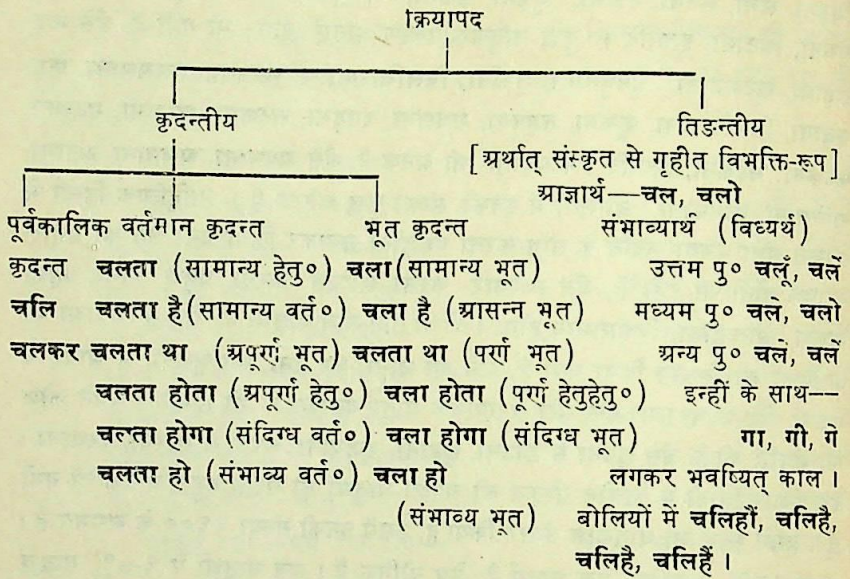 क्रियापद
कृदन्तीय तिङन्तीय
[अर्थात् संस्कृत से गृहीत विभक्ति-रूप]
आज्ञार्थ—चल, चलो
पूर्वकालिक वर्तमान कृदन्त भूत कृदन्त संभाव्यार्थ (विध्यर्थ)
कृदन्त चलता (सामान्य हेतु०) चला (सामान्य भूत) उत्तम पु० चलूँ, चलें
चलि चलता है (सामान्य वर्त०) चला है (आसन्न भूत) मध्यम पु० चले, चलो
चलकर चलता था (अपूर्ण भूत) चलता था (पर्ण भूत) अन्य पु० चले, चलें
चलता होता (अपूर्ण हेतु०) चला होता (पूर्ण हेतुहेतु०) इन्हीं के साथ—
चलता होगा (संदिग्ध वर्त०) चला होगा (संदिग्ध भूत) गा, गी, गे
चलता हो (संभाव्य वर्त०) चला हो लगकर भवष्यित् काल।
(संभाव्य भूत) बोलियों में चलिहौं, चलिहै,
चलिहै, चलिहैं।